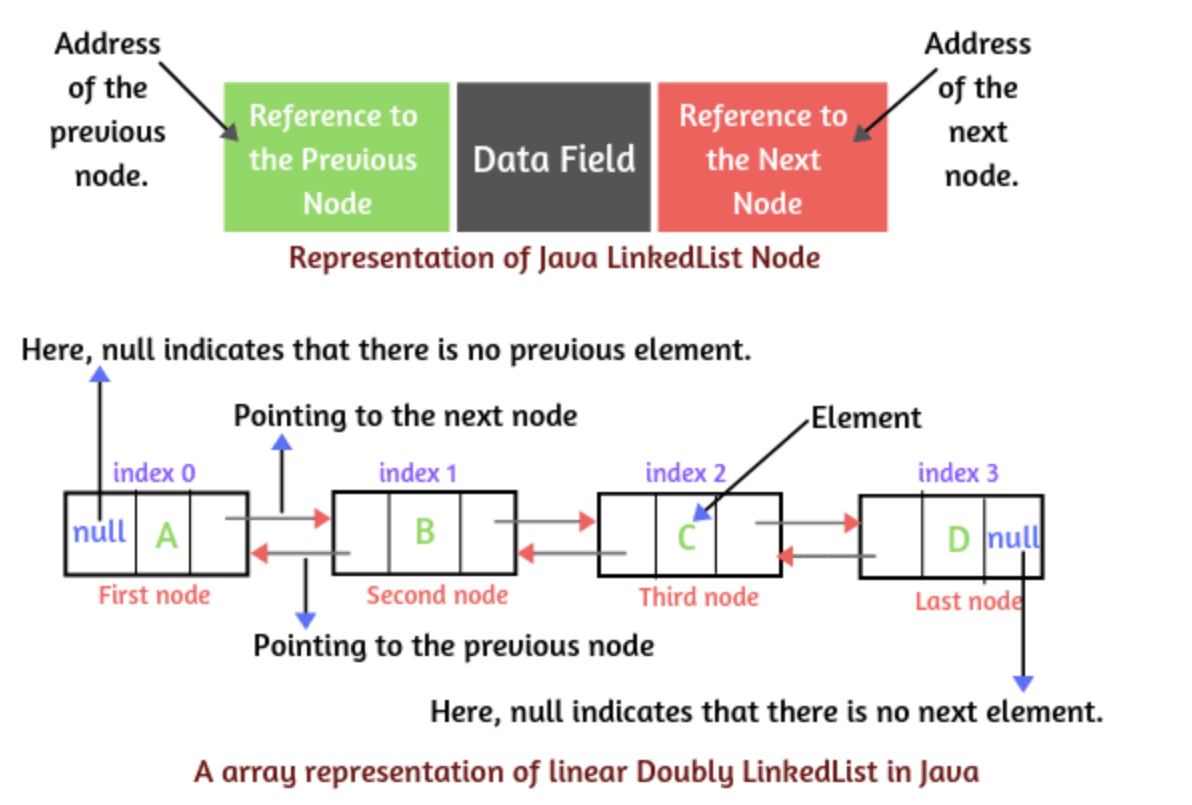 Address
of the
previous
node.
Reference to
the Previous
Node
Data Field
Reference to
the Next
Node
Address
of the
next
node.
Representation of Java LinkedList Node
Here, null indicates that there is no previous element.
Pointing to the next node
Element
index 0
index 1
index 2
index 3
null
A
B
C
D
null
First node
Second node
Third node
Last node
Pointing to the previous node
Here, null indicates that there is no next element.
A array representation of linear Doubly LinkedList in Java